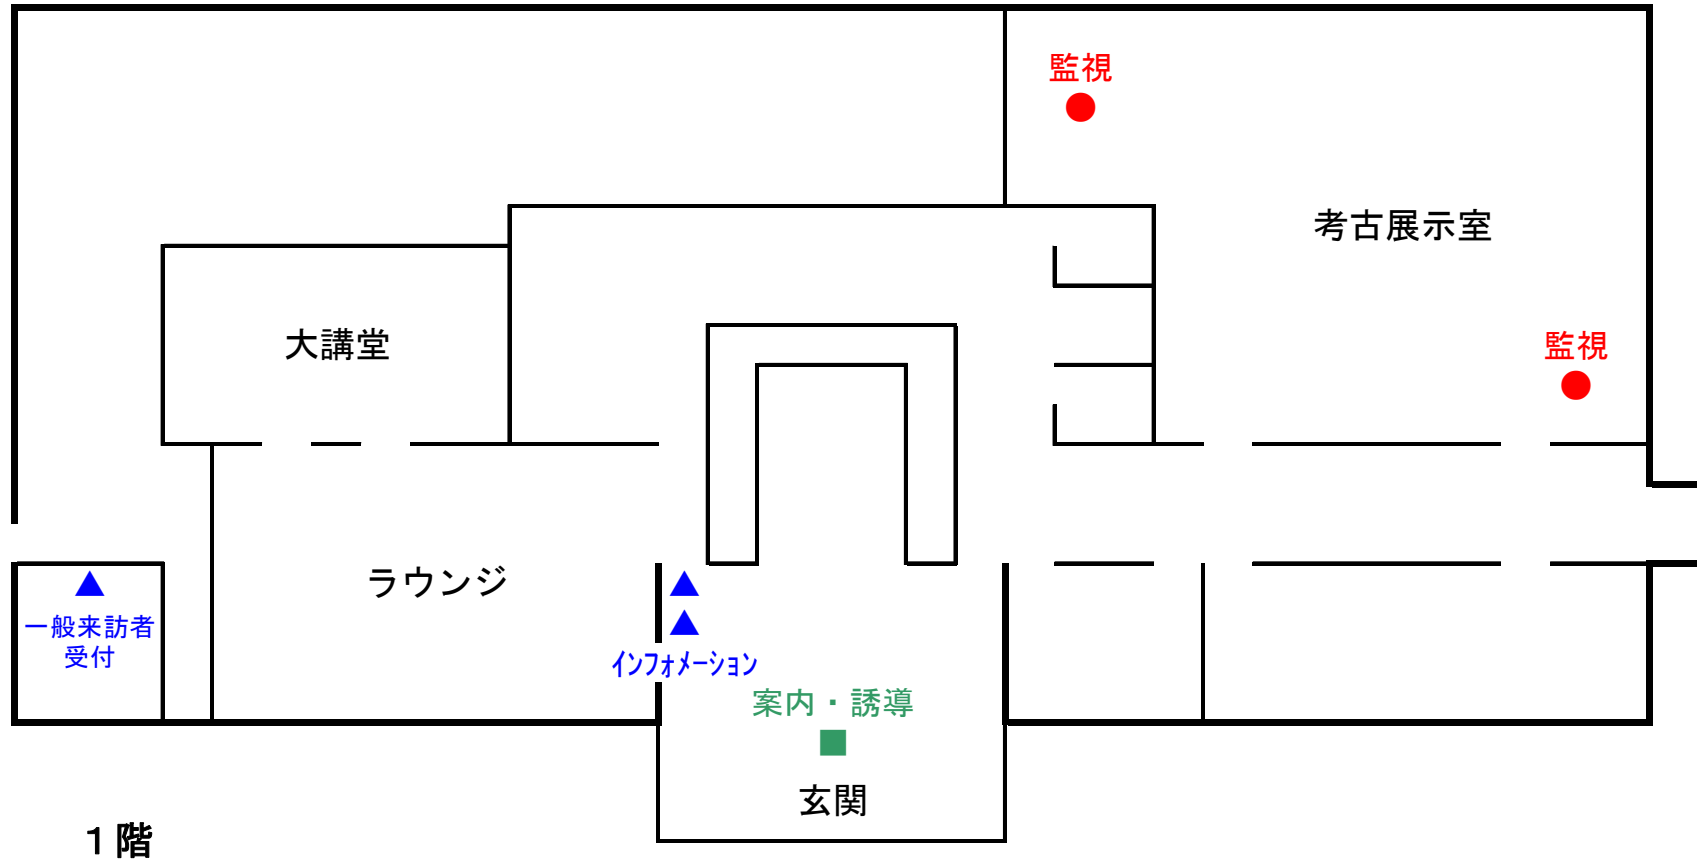 監視
考古展示室
大講堂
監視
ラウンジ
一般来訪者
受付
インフォメーション
案内・誘導
玄関
1階